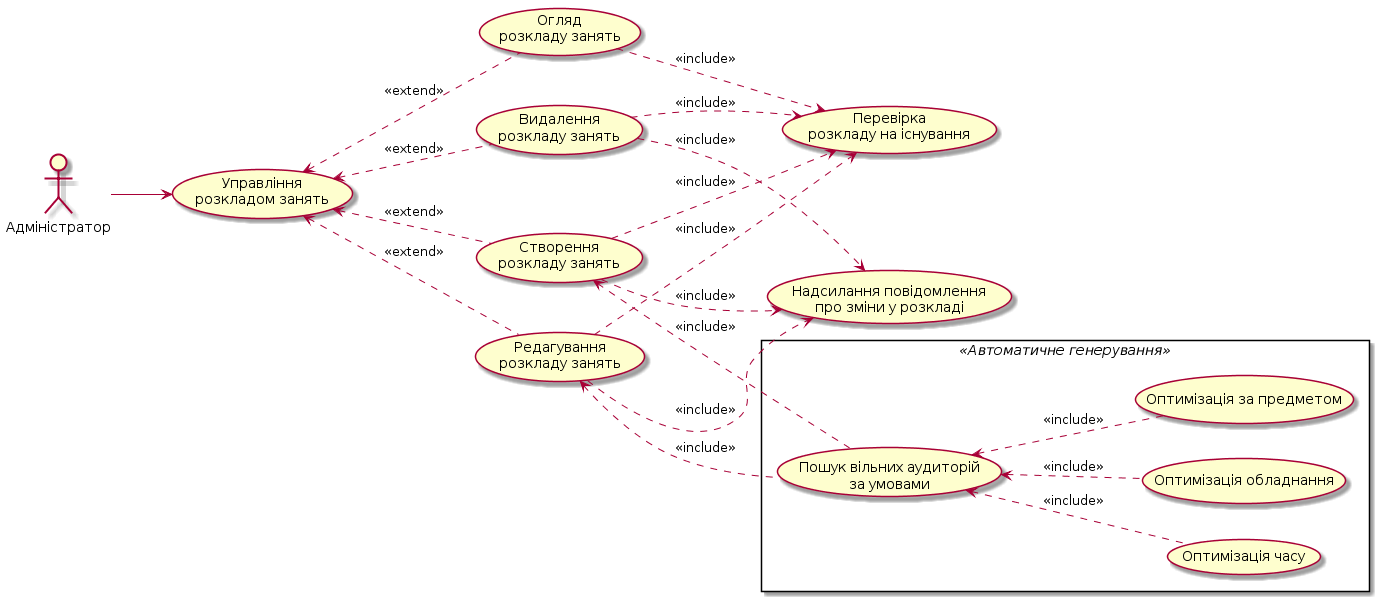 Адміністратор
Управління
розкладом занять
«extend»
«extend»
«extend»
«extend»
Огляд
розкладу занять
Видалення
розкладу занять
Створення
розкладу занять
Редагування
розкладу занять
«include»
«include»
«include»
«include»
«include»
«include»
«include»
«include»
«include»
Перевірка
розкладу на існування
Надсилання повідомлення
про зміни у розкладі
«Автоматичне генерування»
Пошук вільних аудиторій
за умовами
«include»
«include»
«include»
Оптимізація за предметом
Оптимізація обладнання
Оптимізація часу